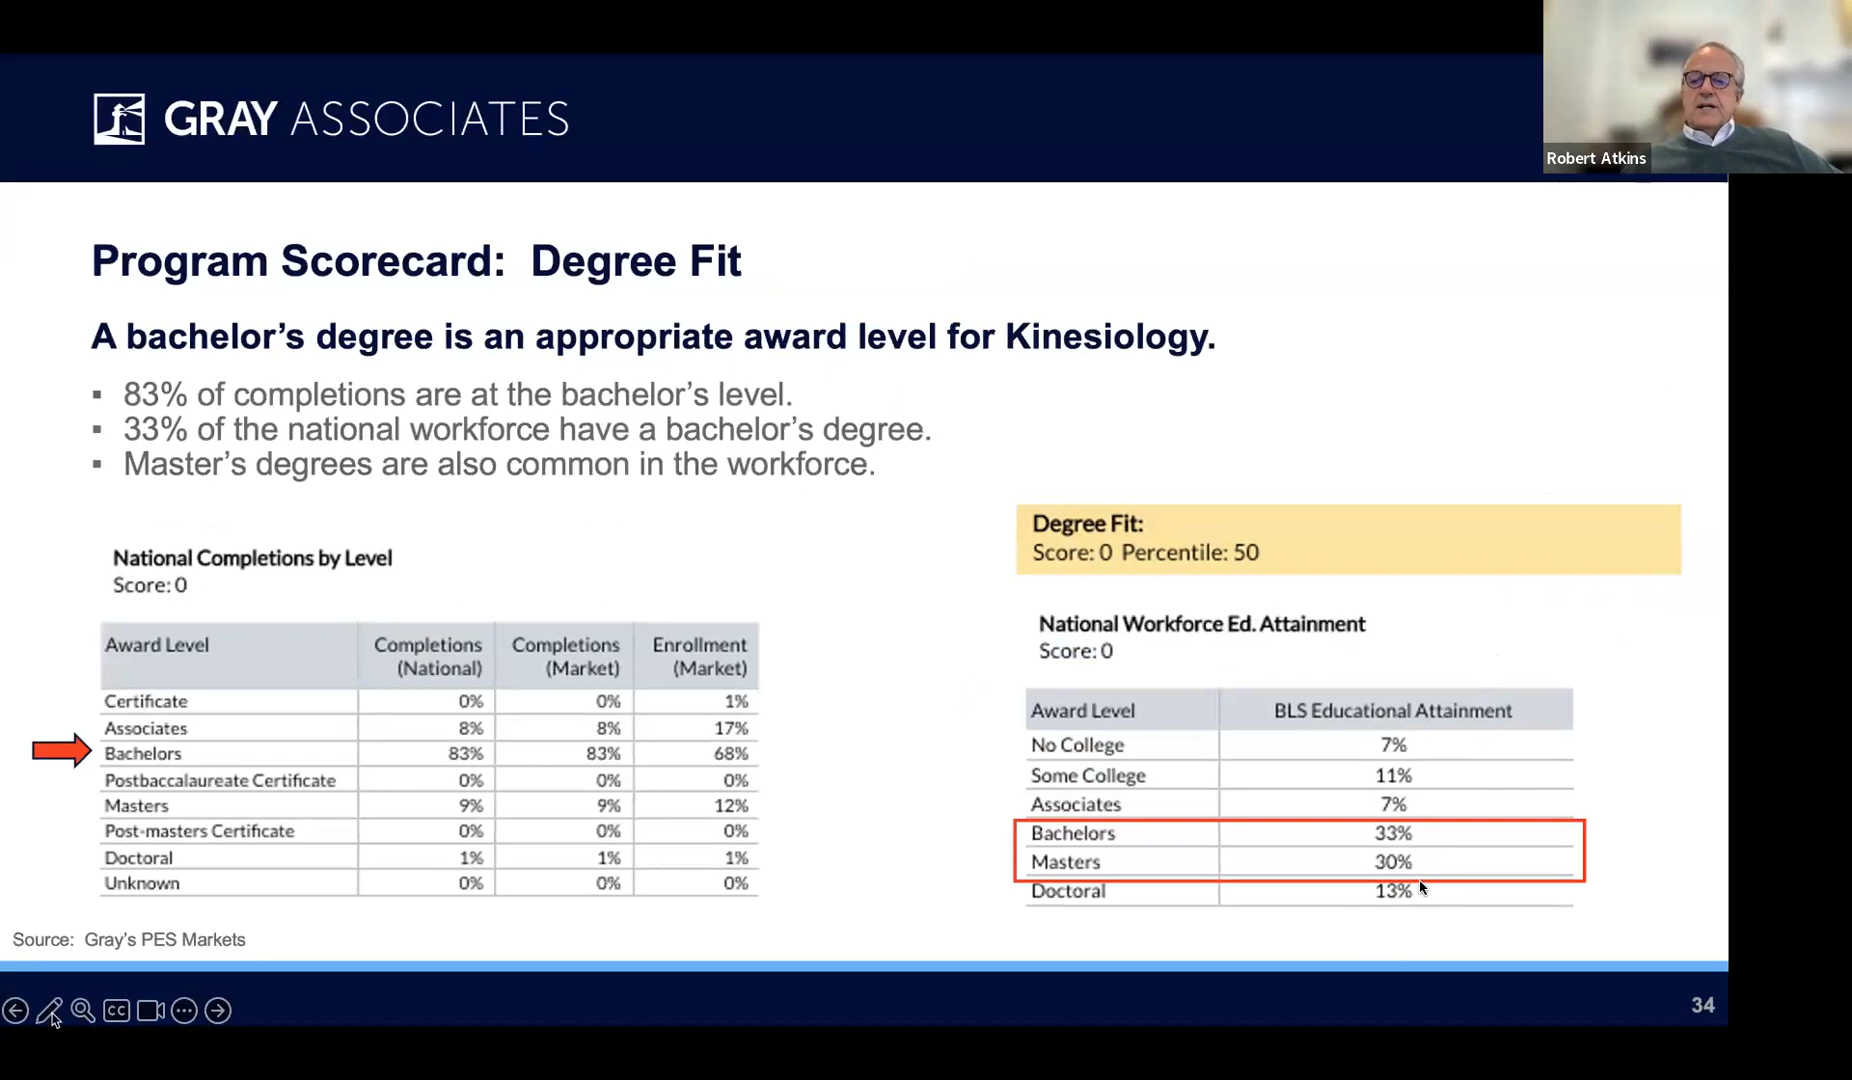 GRAY ASSOCIATES
Robert Atkins
Program Scorecard: Degree Fit
A bachelor’s degree is an appropriate award level for Kinesiology.
▪ 83% of completions are at the bachelor’s level.
▪ 33% of the national workforce have a bachelor’s degree.
▪ Master’s degrees are also common in the workforce.
National Completions by Level
Score: 0
Award Level Completions (National) Completions (Market) Enrollment (Market)
Certificate 0% 0% 1%
Associates 8% 8% 17%
Bachelors 83% 83% 68%
Postbaccalaureate Certificate 0% 0% 0%
Masters 9% 9% 12%
Post-masters Certificate 0% 0% 0%
Doctoral 1% 1% 1%
Unknown 0% 0% 0%
Degree Fit:
Score: 0 Percentile: 50
National Workforce Ed. Attainment
Score: 0
Award Level BLS Educational Attainment
No College 7%
Some College 11%
Associates 7%
Bachelors 33%
Masters 30%
Doctoral 13%
Source: Gray’s PES Markets
CC
34